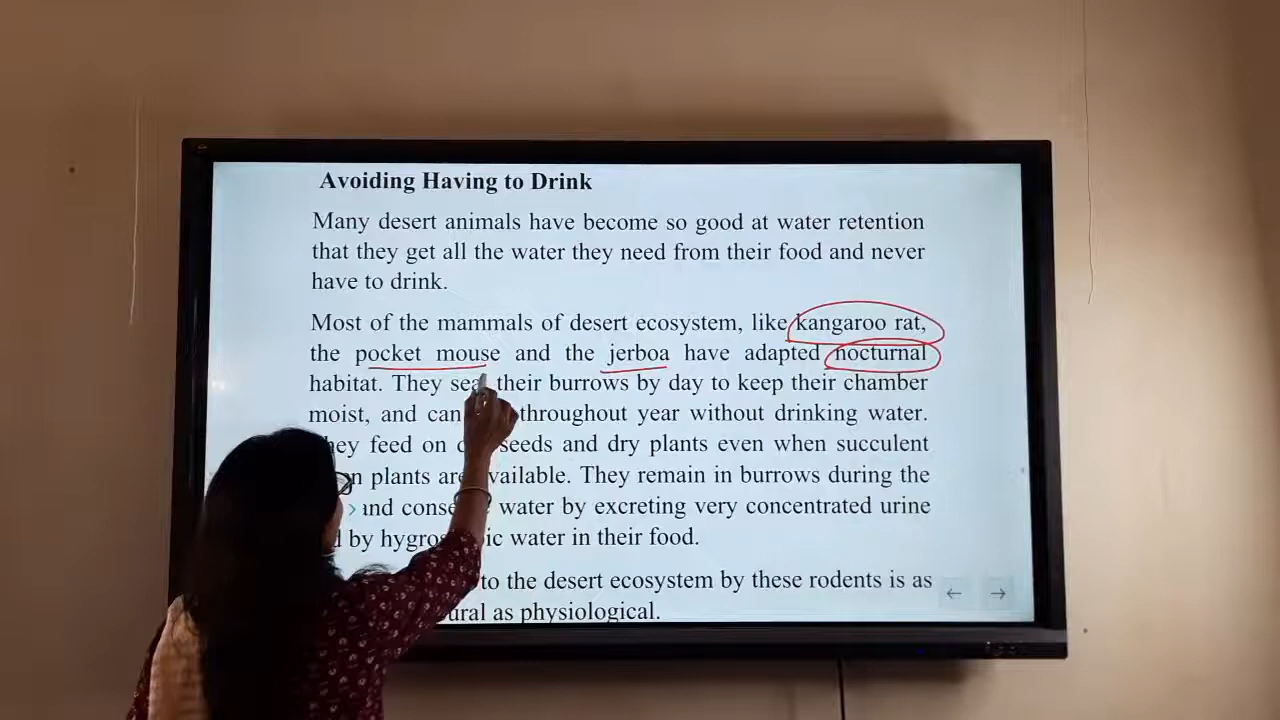 Avoiding Having to Drink
Many desert animals have become so good at water retention
that they get all the water they need from their food and never
have to drink.
Most of the mammals of desert ecosystem, like kangaroo rat,
the pocket mouse and the jerboa have adapted nocturnal
habitat. They their burrows by day to keep their chamber
moist, and can throughout year without drinking water.
feed on seeds and dry plants even when succulent
plants are available. They remain in burrows during the
and water by excreting very concentrated urine
by water in their food.
to the desert ecosystem by these rodents is as
as physiological.